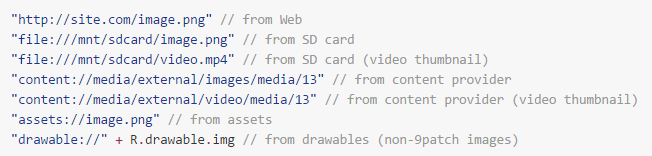 "http://site.com/image.png" // from Web
"file:///mnt/sdcard/image.png" // from SD card
"file:///mnt/sdcard/video.mp4" // from SD card (video thumbnail)
"content://media/external/images/media/13" // from content provider
"content://media/external/video/media/13" // from content provider (video thumbnail)
"assets://image.png" // from assets
"drawable://" + R.drawable.img // from drawables (non-9patch images)